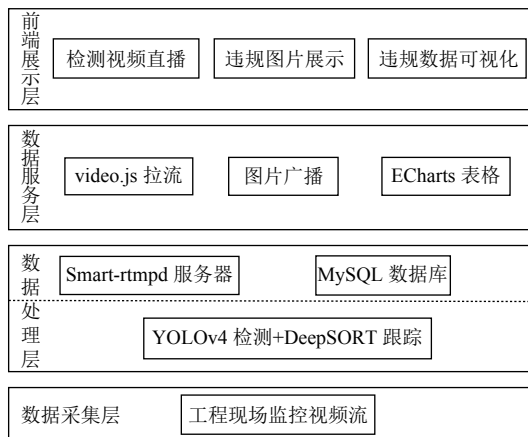 前端展示层
检测视频直播
违规图片展示
违规数据可视化
数据服务层
video.js 拉流
图片广播
ECharts 表格
数据处理层
Smart-rtmpd 服务器
MySQL 数据库
YOLOv4 检测+DeepSORT 跟踪
数据采集层
工程现场监控视频流